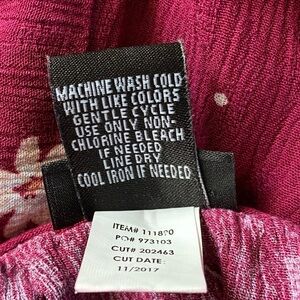 MACHINE WASH COLD
WITH LIKE COLORS
GENTLE CYCLE
USE ONLY NON-
CHLORINE BLEACH
IF NEEDED
LINE DRY
COOL IRON IF NEEDED
ITEM# 111890
PO# 973103
CUT# 202463
CUT DATE:
11/2017